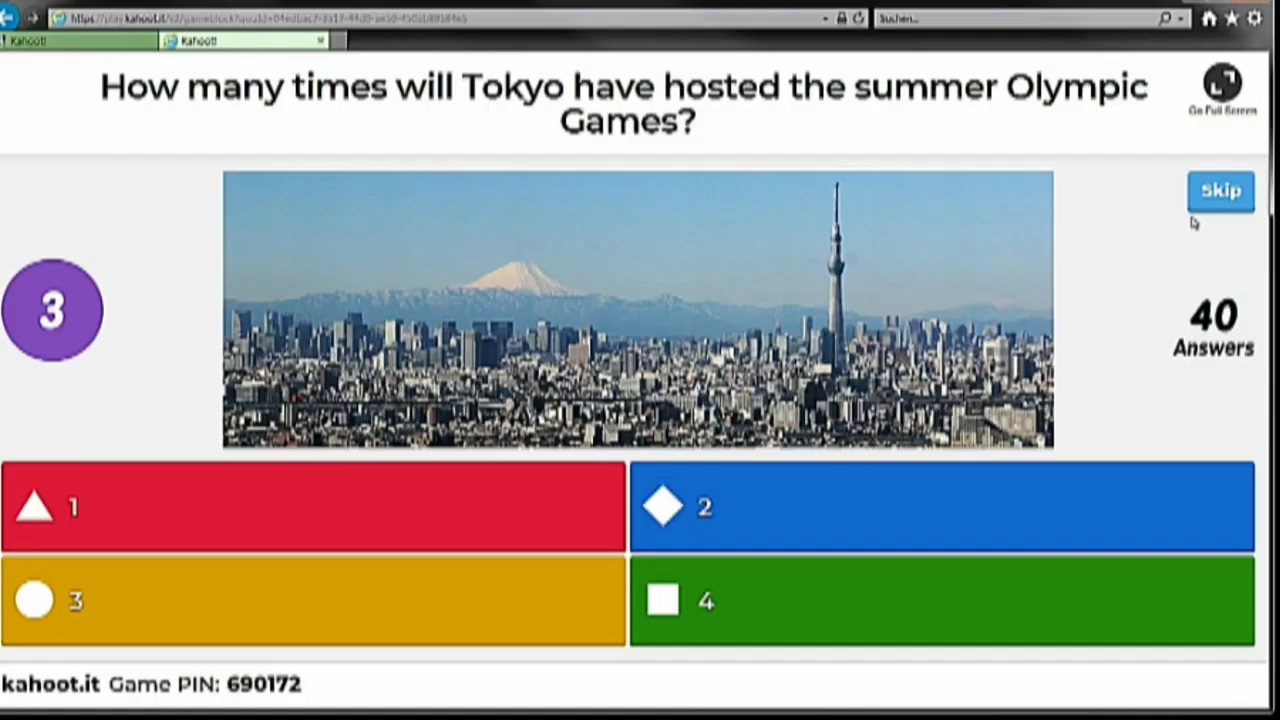 Suchen...
Kahoot!
Kahoot!
How many times will Tokyo have hosted the summer Olympic
Games?
Go Full Screen
Skip
3
40
Answers
1
2
3
4
kahoot.it Game PIN: 690172